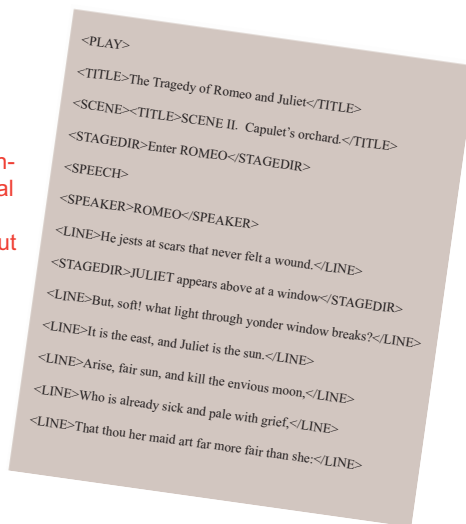 n-
al
ut
<PLAY>
<TITLE>The Tragedy of Romeo and Juliet</TITLE>
<SCENE><TITLE>SCENE II.  Capulet's orchard.</TITLE>
<STAGEDIR>Enter ROMEO</STAGEDIR>
<SPEECH>
<SPEAKER>ROMEO</SPEAKER>
<LINE>He jests at scars that never felt a wound.</LINE>
<STAGEDIR>JULIET appears above at a window</STAGEDIR>
<LINE>But, soft! what light through yonder window breaks?</LINE>
<LINE>It is the east, and Juliet is the sun.</LINE>
<LINE>Arise, fair sun, and kill the envious moon,</LINE>
<LINE>Who is already sick and pale with grief,</LINE>
<LINE>That thou her maid art far more fair than she:</LINE>